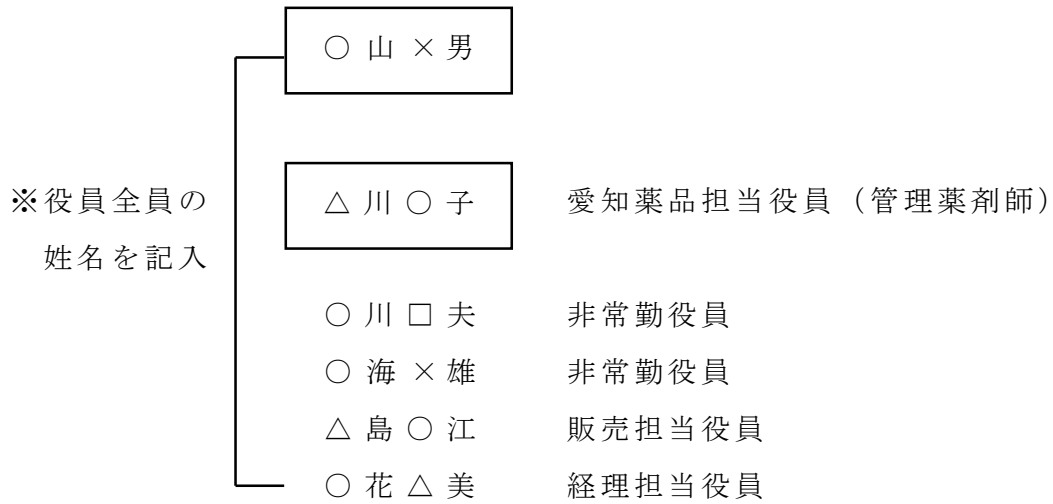 ○山×男
※役員全員の
姓名を記入
△川○子 愛知薬品担当役員（管理薬剤師）
○川□夫 非常勤役員
○海×雄 非常勤役員
△島○江 販売担当役員
○花△美 経理担当役員